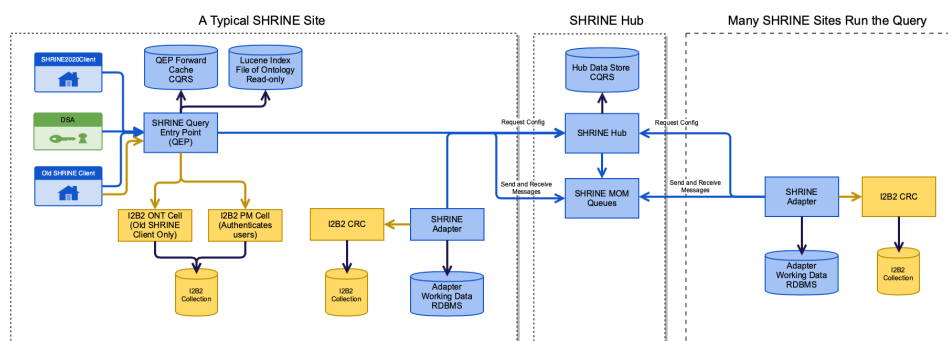 A Typical SHRINE Site
SHRINE Hub
Many SHRINE Sites Run the Query
SHRINE2020Client
DSA
Old SHRINE Client
QEP Forward
Cache
CQRS
Lucene Index
File of Ontology
Read-only
SHRINE Query
Entry Point
(QEP)
I2B2 ONT Cell
(Old SHRINE
Client Only)
I2B2 PM Cell
(Authenticates
users)
I2B2
Collection
I2B2 CRC
I2B2
Collection
SHRINE
Adapter
Adapter
Working Data
RDBMS
Request Config
Send and Receive
Messages
Hub Data Store
CQRS
SHRINE Hub
SHRINE MOM
Queues
Request Config
Send and Receive
Messages
SHRINE
Adapter
I2B2 CRC
Adapter
Working Data
RDBMS
I2B2
Collection